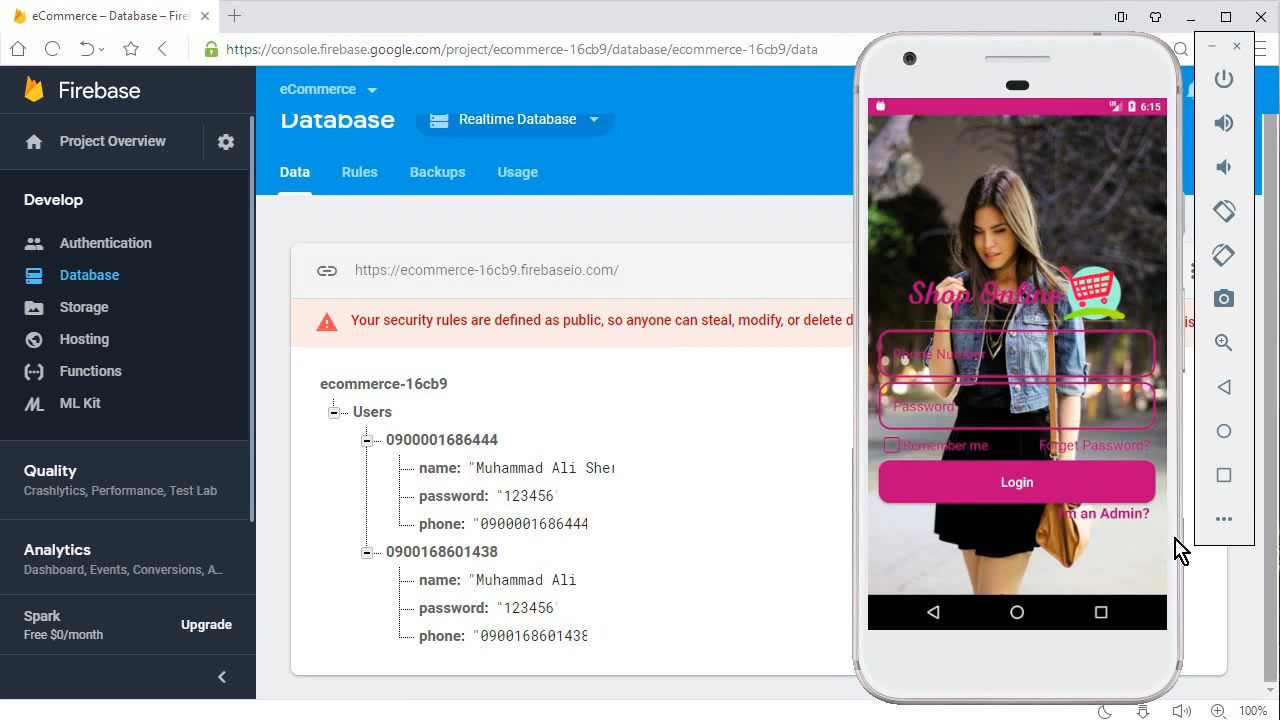 eCommerce – Database – Fire
https://console.firebase.google.com/project/ecommerce-16cb9/database/ecommerce-16cb9/data
Firebase
Project Overview
Develop
Authentication
Database
Storage
Hosting
Functions
ML Kit
Quality
Crashlytics, Performance, Test Lab
Analytics
Dashboard, Events, Conversions, A...
Spark
Free $0/month
Upgrade
eCommerce
Database
Realtime Database
Data
Rules
Backups
Usage
https://ecommerce-16cb9.firebaseio.com/
Your security rules are defined as public, so anyone can steal, modify, or delete d
is
ecommerce-16cb9
Users
0900001686444
name: "Muhammad Ali Sher
password: "123456'
phone: "0900001686444
0900168601438
name: "Muhammad Ali
password: "123456'
phone: "0900168601438
6:15
Shop Online
Phone Number
Password
Remember me
Forget Password?
Login
I'm an Admin?
100%